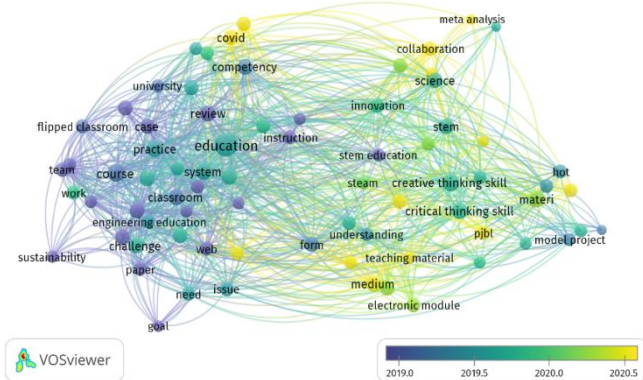 meta analysis
covid
collaboration
competency
science
university
innovation
review
flipped classroom
case
stem
instruction
practice
education
stem education
team
course
system
steam
creative thinking skill
hot
work
classroom
materi
critical thinking skill
engineering education
understanding
pjbl
challenge
web
form
model project
sustainability
paper
teaching material
need
issue
medium
electronic module
goal
VOSviewer
2019.0 2019.5 2020.0 2020.5